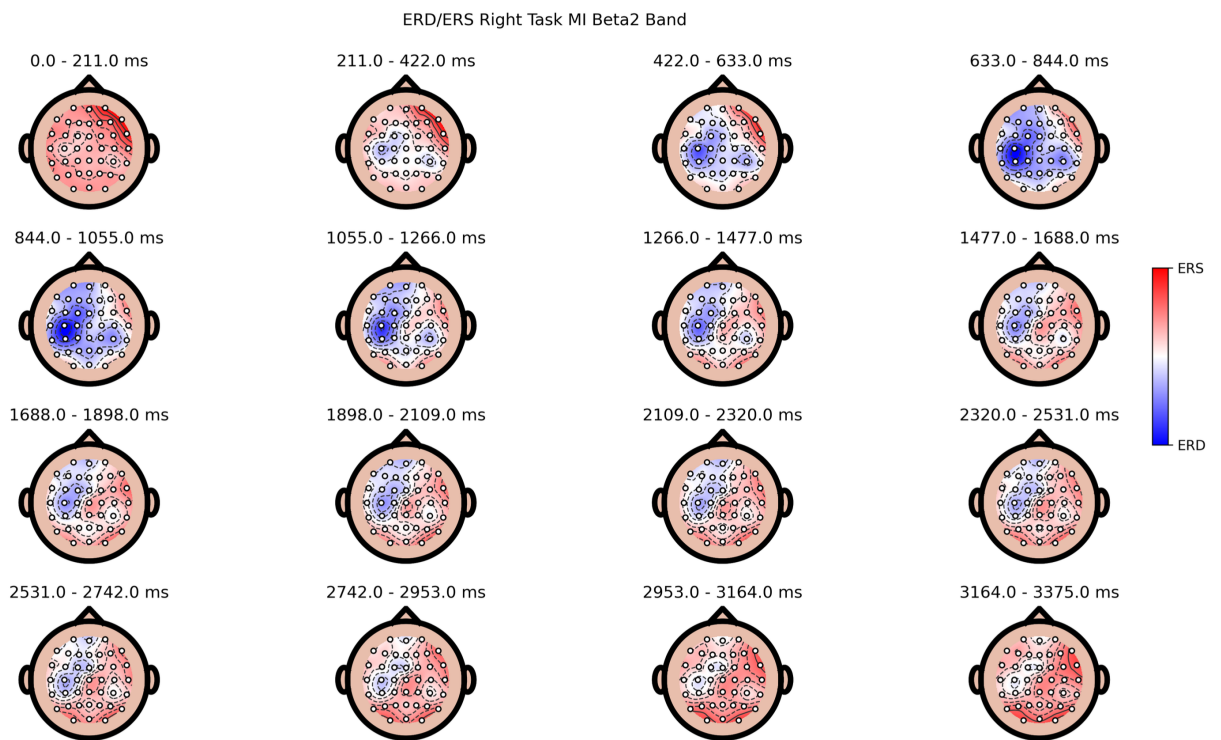 ERD/ERS Right Task MI Beta2 Band
0.0 - 211.0 ms
211.0 - 422.0 ms
422.0 - 633.0 ms
633.0 - 844.0 ms
844.0 - 1055.0 ms
1055.0 - 1266.0 ms
1266.0 - 1477.0 ms
1477.0 - 1688.0 ms
ERS
ERD
1688.0 - 1898.0 ms
1898.0 - 2109.0 ms
2109.0 - 2320.0 ms
2320.0 - 2531.0 ms
2531.0 - 2742.0 ms
2742.0 - 2953.0 ms
2953.0 - 3164.0 ms
3164.0 - 3375.0 ms